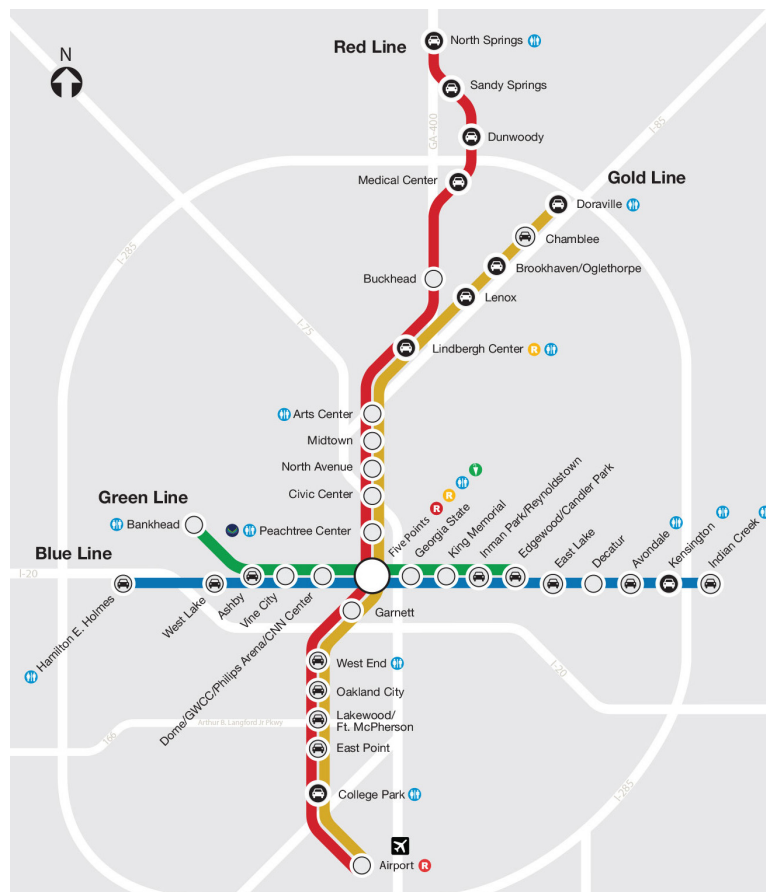 N
Red Line
North Springs
Sandy Springs
GA-400
Dunwoody
I-85
Medical Center
Gold Line
Doraville
Chamblee
I-285
Brookhaven/Oglethorpe
Buckhead
Lenox
I-75
Lindbergh Center
R
Arts Center
Midtown
North Avenue
Civic Center
Peachtree Center
Green Line
Bankhead
Blue Line
I-20
Five Points
R
R
Georgia State
King Memorial
Inman Park/Reynoldstown
Edgewood/Candler Park
East Lake
Decatur
Avondale
Kensington
Indian Creek
Hamilton E. Holmes
West Lake
Ashby
Vine City
Dome/GWCC/Philips Arena/CNN Center
Garnett
West End
Oakland City
I-20
Lakewood/
Ft. McPherson
Arthur B. Langford Jr Pkwy
166
East Point
College Park
I-285
Airport
R